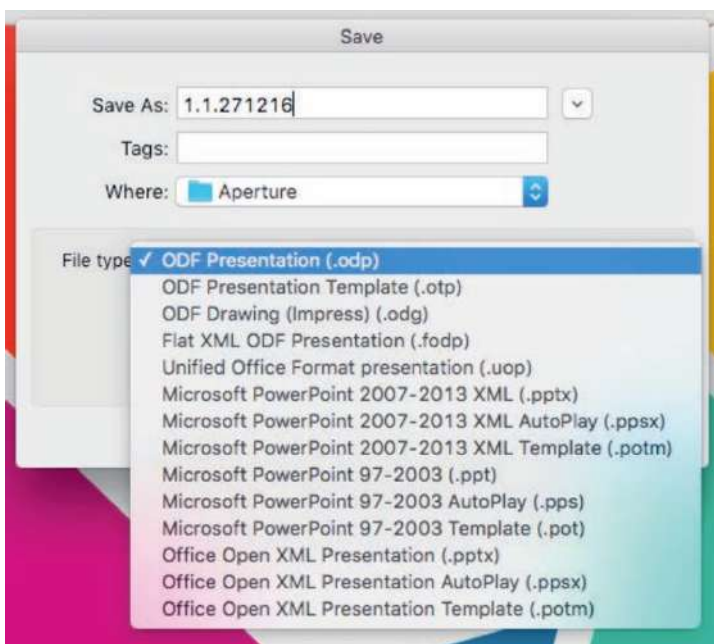 Save
Save As: 1.1.271216
Tags:
Where: Aperture
File type ✓ ODF Presentation (.odp)
ODF Presentation Template (.otp)
ODF Drawing (Impress) (.odg)
Flat XML ODF Presentation (.fodp)
Unified Office Format presentation (.uop)
Microsoft PowerPoint 2007-2013 XML (.pptx)
Microsoft PowerPoint 2007-2013 XML AutoPlay (.ppsx)
Microsoft PowerPoint 2007-2013 XML Template (.potm)
Microsoft PowerPoint 97-2003 (.ppt)
Microsoft PowerPoint 97-2003 AutoPlay (.pps)
Microsoft PowerPoint 97-2003 Template (.pot)
Office Open XML Presentation (.pptx)
Office Open XML Presentation AutoPlay (.ppsx)
Office Open XML Presentation Template (.potm)